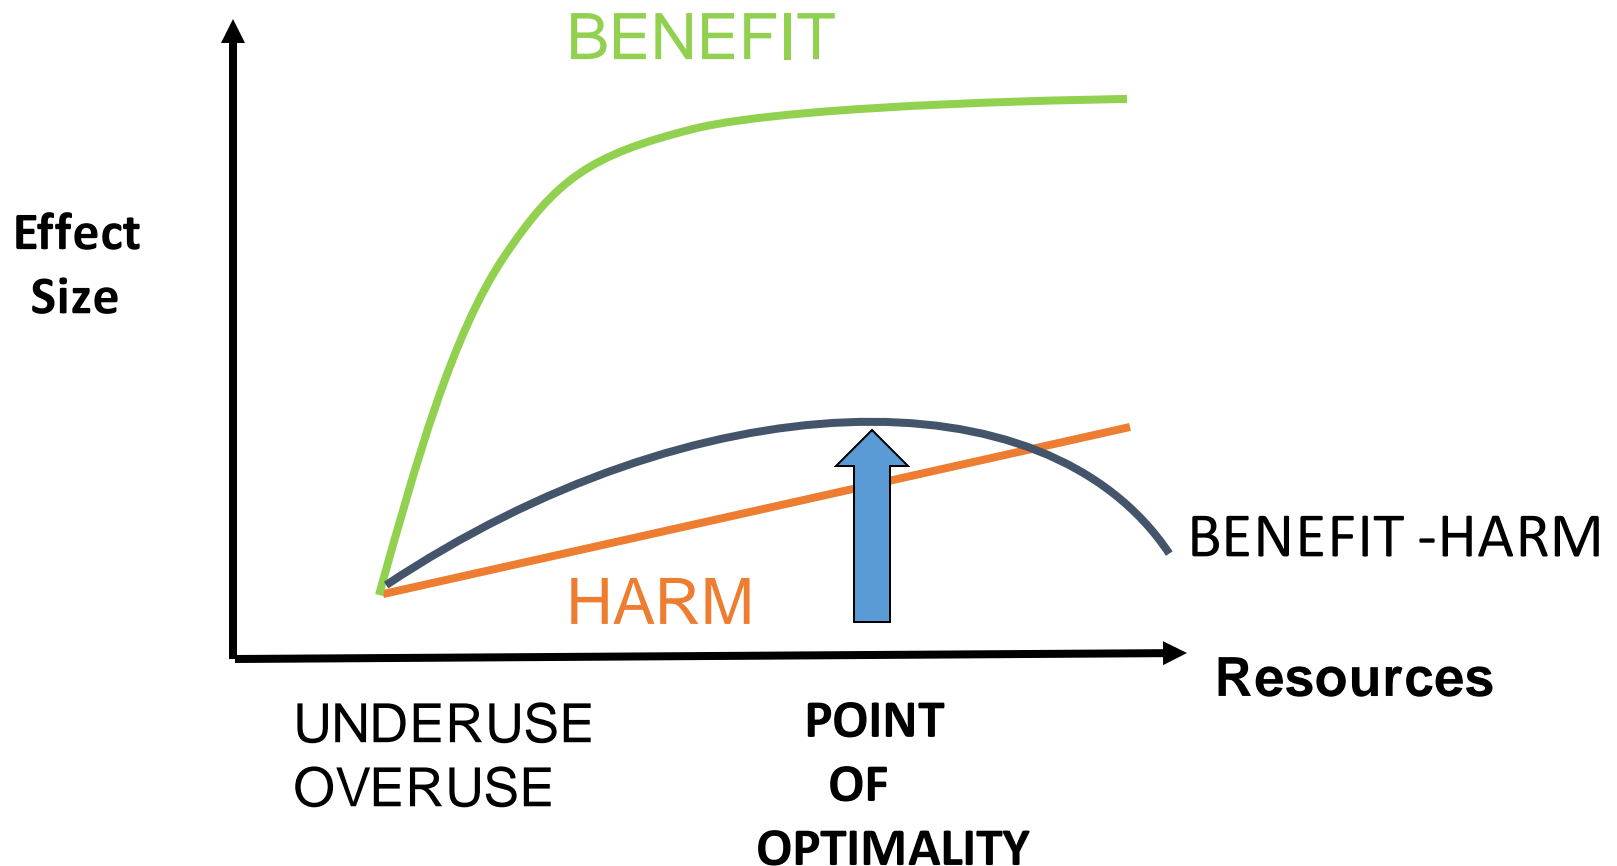 BENEFIT
Effect
Size
BENEFIT -HARM
HARM
Resources
UNDERUSE
OVERUSE
POINT
OF
OPTIMALITY